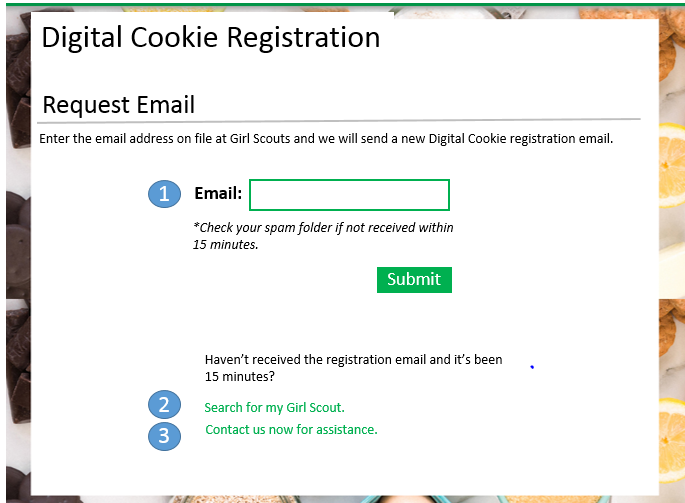 Digital Cookie Registration
Request Email
Enter the email address on file at Girl Scouts and we will send a new Digital Cookie registration email.
1 Email:
*Check your spam folder if not received within
15 minutes.
Submit
Haven't received the registration email and it's been
15 minutes?
2 Search for my Girl Scout.
3 Contact us now for assistance.